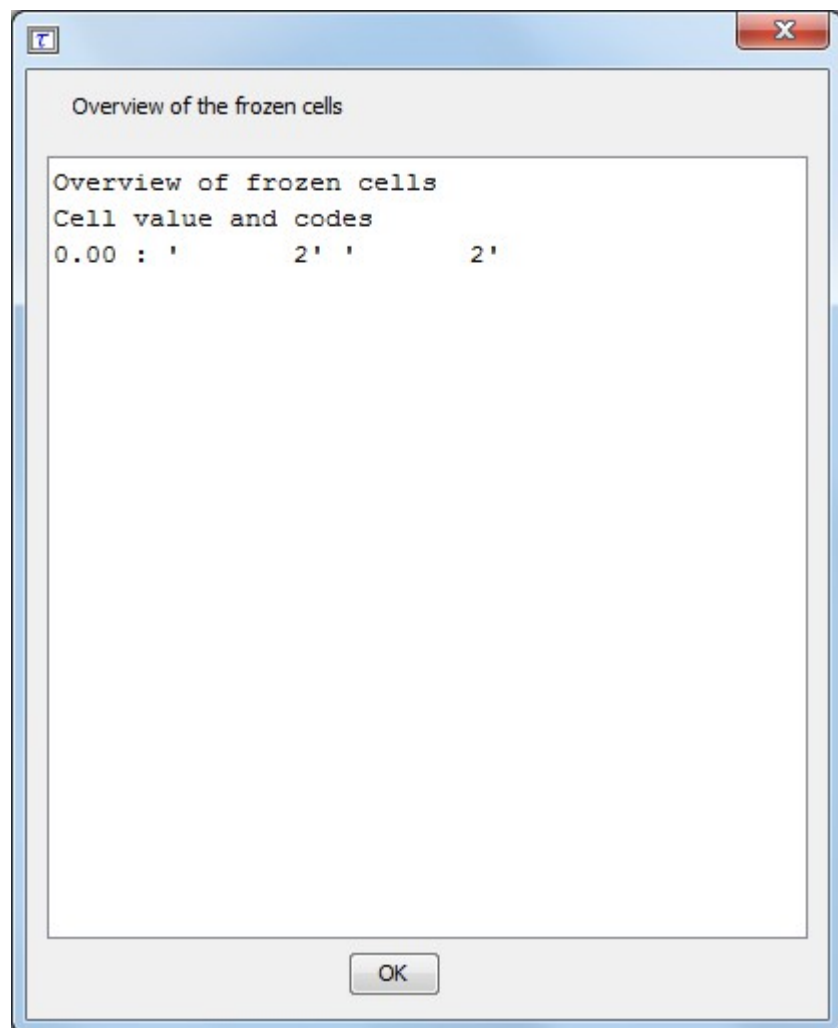 τ
x
Overview of the frozen cells
Overview of frozen cells
Cell value and codes
0.00 : '       2' '       2'
OK